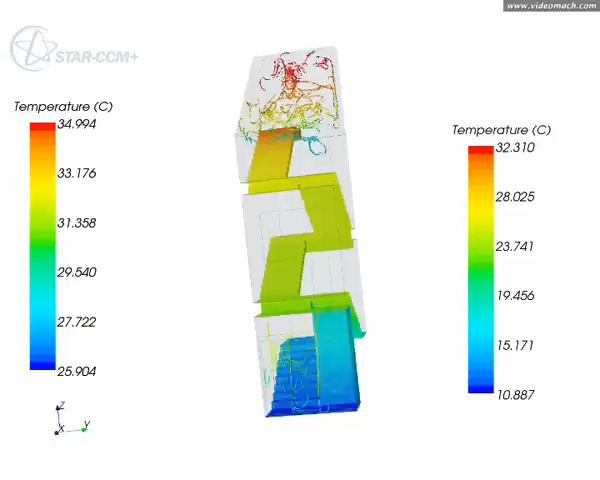 www.videomach.com
STAR-CCM+
Temperature (C)
34.994
33.176
31.358
29.540
27.722
25.904
Temperature (C)
32.310
28.025
23.741
19.456
15.171
10.887
Z
X
Y